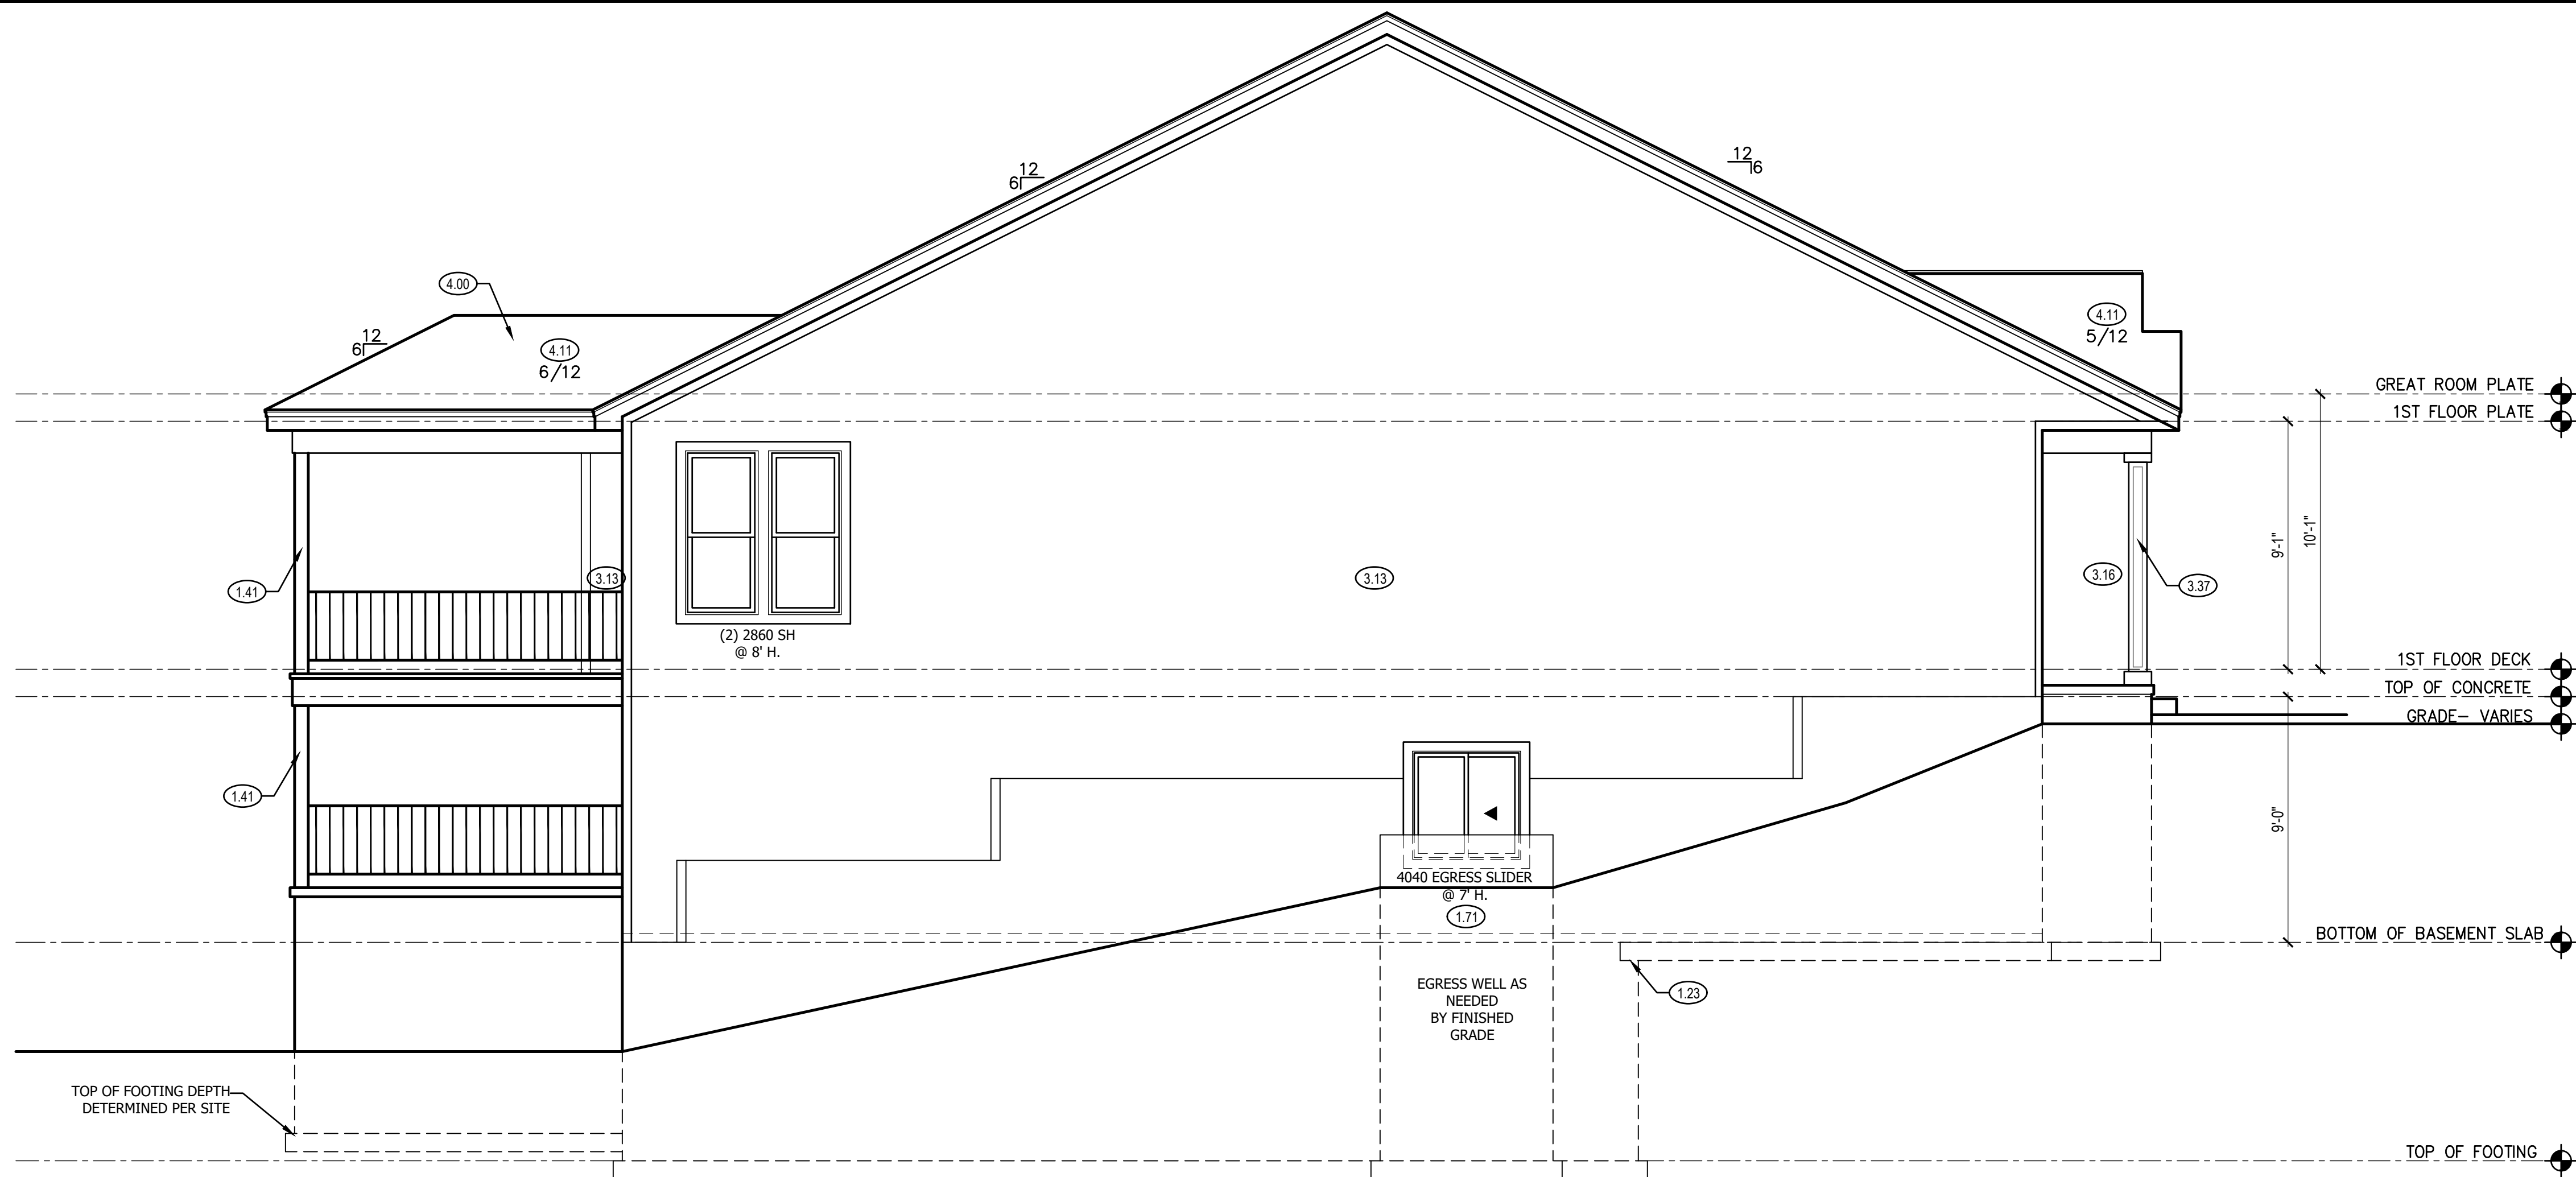 12
6
12
6
4.00
12
6
4.11
6/12
4.11
5/12
GREAT ROOM PLATE
1ST FLOOR PLATE
1.41
3.13
(2) 2860 SH
@ 8' H.
3.13
3.16
3.37
9'-1"
10'-1"
1ST FLOOR DECK
TOP OF CONCRETE
GRADE- VARIES
1.41
9'-0"
4040 EGRESS SLIDER
@ 7' H.
1.71
BOTTOM OF BASEMENT SLAB
EGRESS WELL AS
NEEDED
BY FINISHED
GRADE
1.23
TOP OF FOOTING DEPTH
DETERMINED PER SITE
TOP OF FOOTING